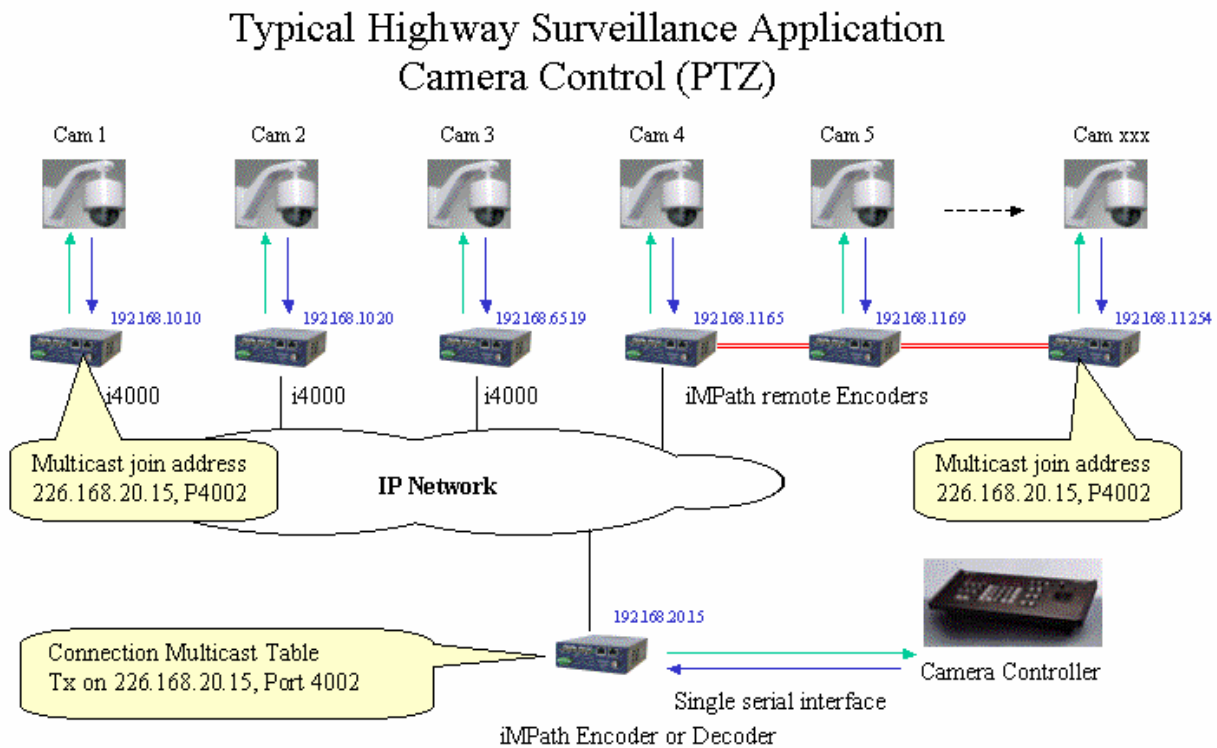 Typical Highway Surveillance Application
Camera Control (PTZ)
Cam 1
Cam 2
Cam 3
Cam 4
Cam 5
Cam xxx
192.168.10.10
192.168.10.20
192.168.65.19
192.168.11.65
192.168.11.69
192.168.11.254
i4000
i4000
i4000
iMPath remote Encoders
Multicast join address
226.168.20.15, P4002
IP Network
Multicast join address
226.168.20.15, P4002
192.168.20.15
Connection Multicast Table
Tx on 226.168.20.15, Port 4002
Camera Controller
Single serial interface
iMPath Encoder or Decoder